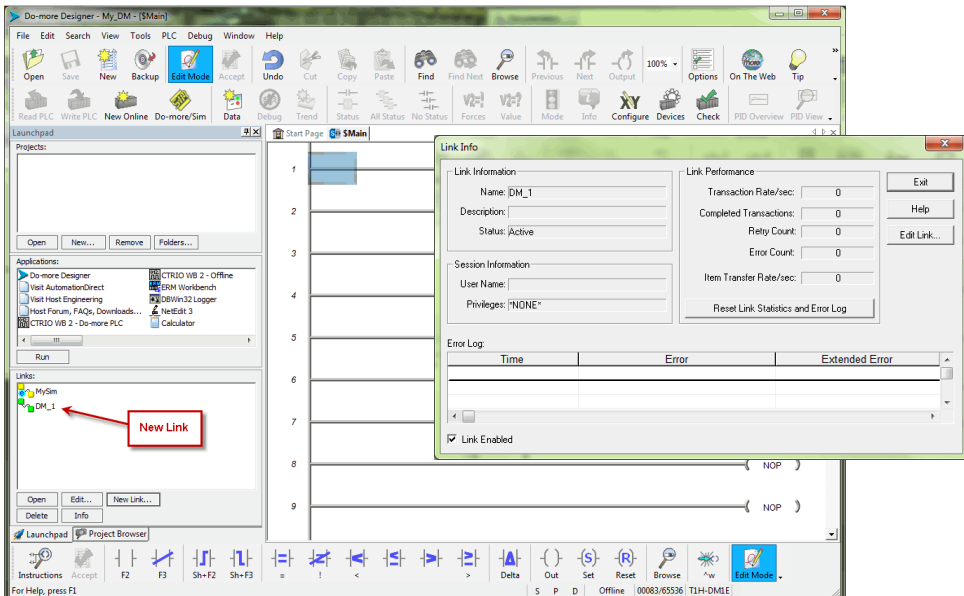 Do-more Designer - My_DM - [$Main]
File Edit Search View Tools PLC Debug Window Help
Open Save New Backup Edit Mode Accept Undo Cut Copy Paste Find Find Next Browse Previous Next Output 100% Options On The Web Tip
Read PLC Write PLC New Online Do-more/Sim Data Debug Trend Status All Status No Status Forces Value Mode Info Configure Devices Check PID Overview PID View
Launchpad
Start Page $Main
Projects:
Open New... Remove Folders...
Applications:
Do-more Designer CTRIO WB 2 - Offline
Visit AutomationDirect ERM Workbench
Visit Host Engineering DBWin32 Logger
Host Forum, FAQs, Downloads... NetEdit 3
CTRIO WB 2 - Do-more PLC Calculator
Run
Links:
MySim
DM_1
New Link
Open Edit... New Link...
Delete Info
Launchpad Project Browser
1
2
3
4
5
6
7
8
NOP
9
NOP
Link Info
Link Information
Name: DM_1
Description:
Status: Active
Session Information
User Name:
Privileges: *NONE*
Link Performance
Transaction Rate/sec: 0
Completed Transactions: 0
Retry Count: 0
Error Count: 0
Item Transfer Rate/sec: 0
Reset Link Statistics and Error Log
Exit
Help
Edit Link...
Error Log:
Time Error Extended Error
Link Enabled
Instructions Accept F2 F3 Sh+F2 Sh+F3 = ! < > Delta Out Set Reset Browse ^w Edit Mode
For Help, press F1
S P D Offline 00083/65536 T1H-DM1E